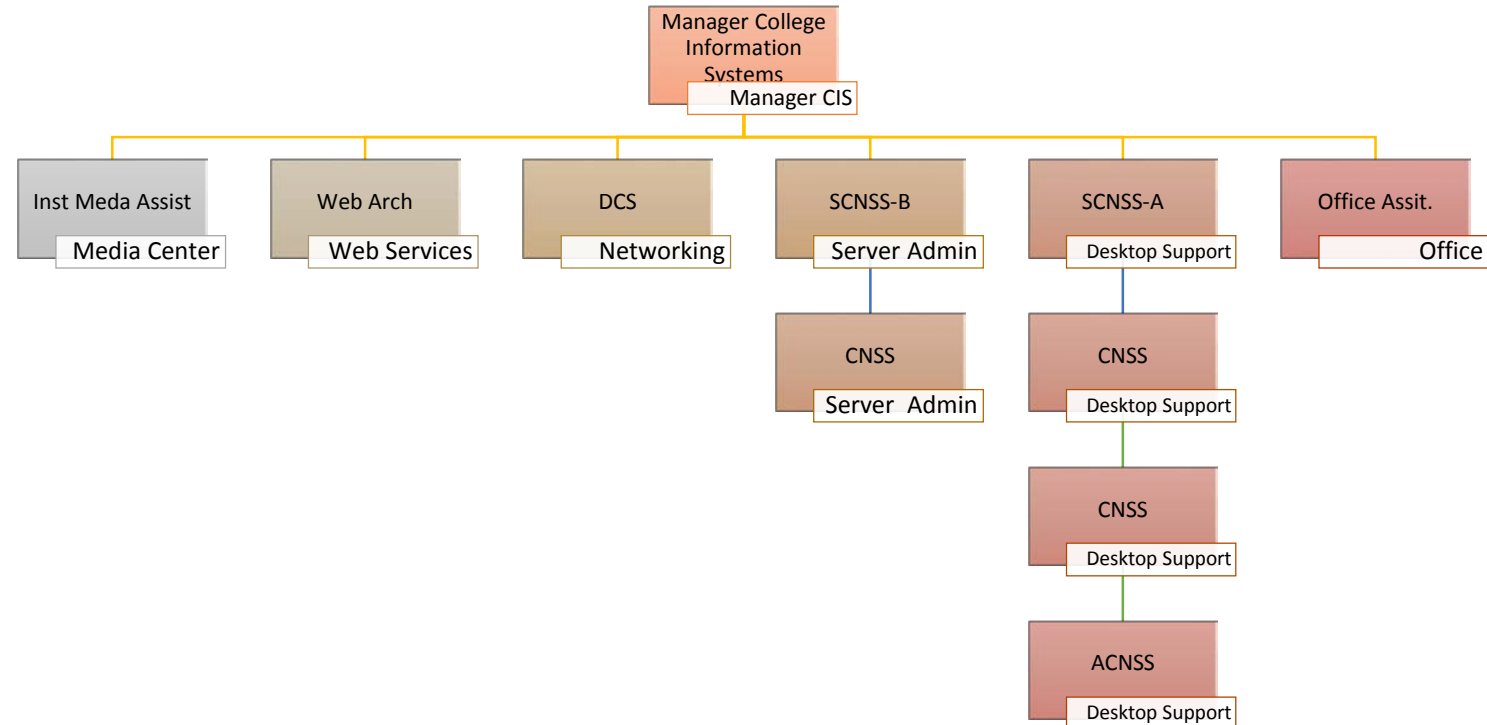 Manager College
Information
Systems
Manager CIS
Inst Meda Assist
Media Center
Web Arch
Web Services
DCS
Networking
SCNSS-B
Server Admin
SCNSS-A
Desktop Support
Office Assit.
Office
CNSS
Server  Admin
CNSS
Desktop Support
CNSS
Desktop Support
ACNSS
Desktop Support